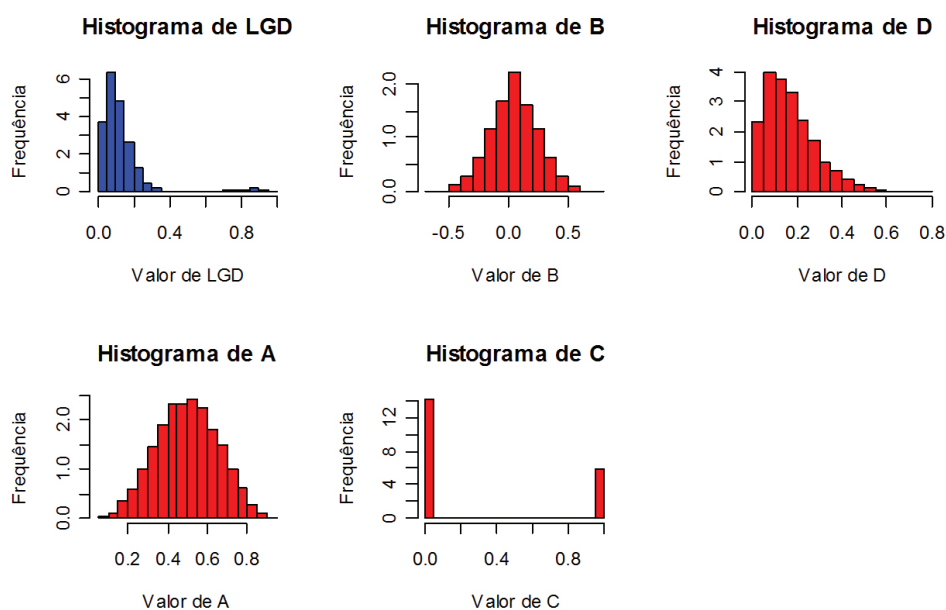 Histograma de LGD
Frequência
0 2 4 6
0.0 0.4 0.8
Valor de LGD
Histograma de B
Frequência
0.0 1.0 2.0
-0.5 0.0 0.5
Valor de B
Histograma de D
Frequência
0 1 2 3 4
0.0 0.2 0.4 0.6 0.8
Valor de D
Histograma de A
Frequência
0.0 1.0 2.0
0.2 0.4 0.6 0.8
Valor de A
Histograma de C
Frequência
0 4 8 12
0.0 0.4 0.8
Valor de C